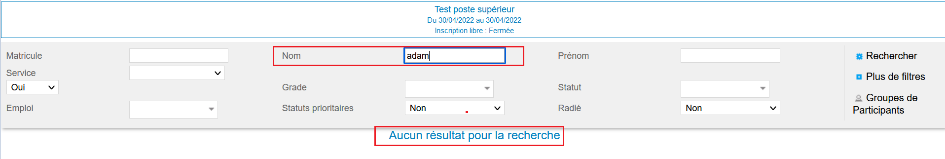 Test poste supérieur
Du 30/04/2022 au 30/04/2022
Inscription libre : Fermée
Matricule
Nom adam
Prénom
Rechercher
Service
Plus de filtres
Oui
Grade
Statut
Groupes de
Participants
Emploi
Statuts prioritaires Non
Radié Non
Aucun résultat pour la recherche